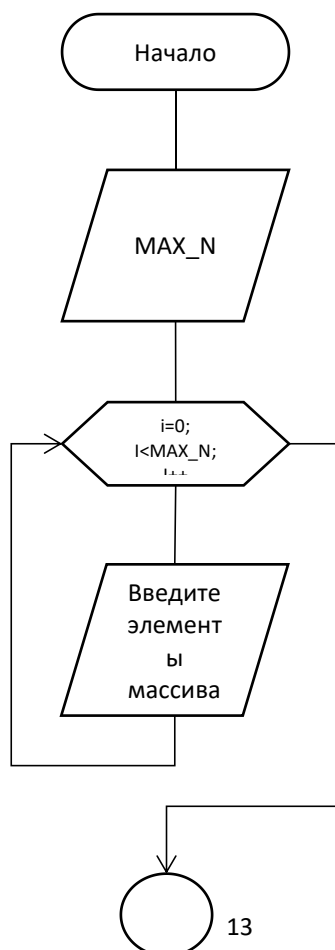 Начало
MAX_N
i=0;
I<MAX_N;
I++
Введите
элемент
ы
массива
13